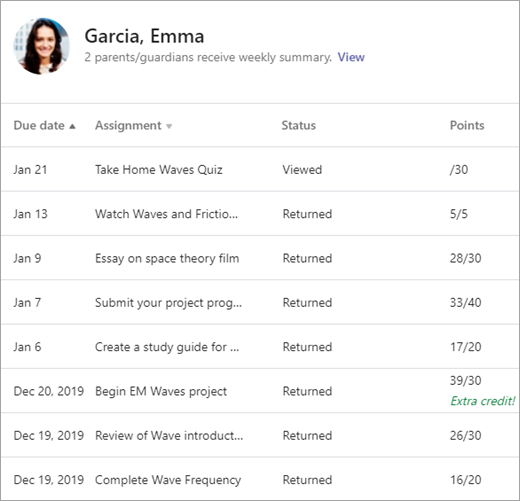 Garcia, Emma
2 parents/guardians receive weekly summary. View
Due date Assignment Status Points
Jan 21 Take Home Waves Quiz Viewed /30
Jan 13 Watch Waves and Frictio... Returned 5/5
Jan 9 Essay on space theory film Returned 28/30
Jan 7 Submit your project prog... Returned 33/40
Jan 6 Create a study guide for ... Returned 17/20
Dec 20, 2019 Begin EM Waves project Returned 39/30
Extra credit!
Dec 19, 2019 Review of Wave introduct... Returned 26/30
Dec 19, 2019 Complete Wave Frequency Returned 16/20